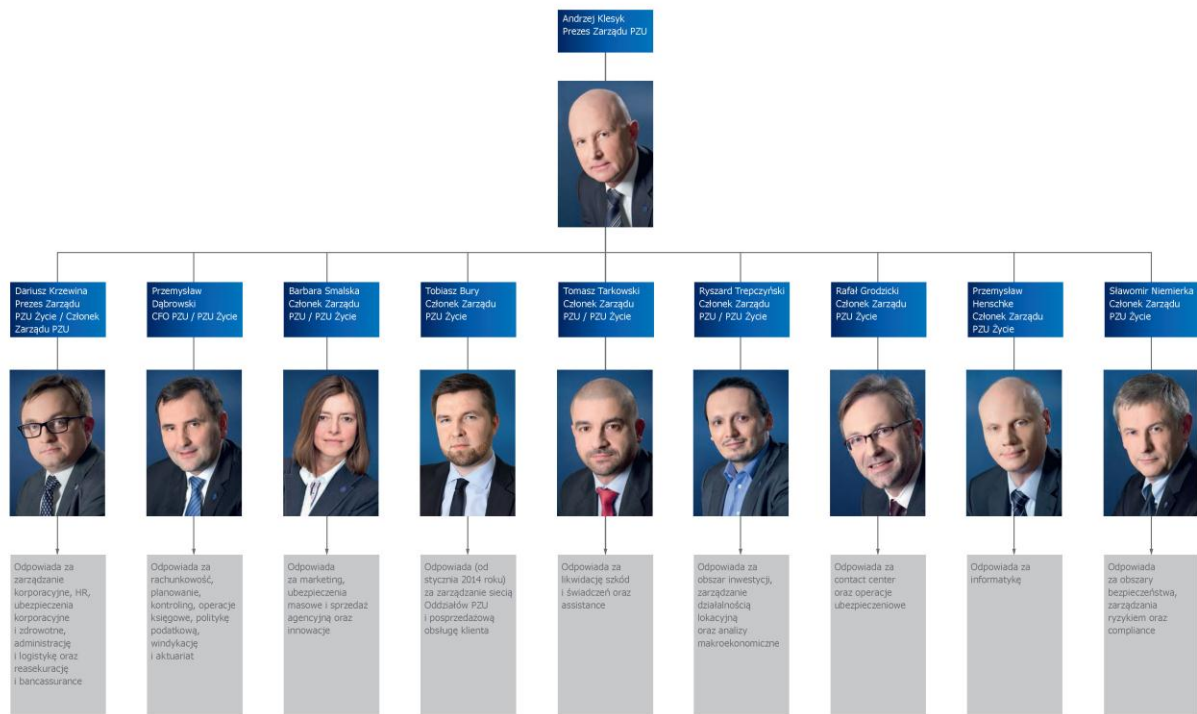 Andrzej Klesyk
Prezes Zarządu PZU
Dariusz Krzewina
Prezes Zarządu
PZU Życie / Członek
Zarządu PZU
Przemysław
Dąbrowski
CFO PZU / PZU Życie
Barbara Smalska
Członek Zarządu
PZU / PZU Życie
Tobiasz Bury
Członek Zarządu
PZU Życie
Tomasz Tarkowski
Członek Zarządu
PZU / PZU Życie
Ryszard Trepczyński
Członek Zarządu
PZU / PZU Życie
Rafał Grodzicki
Członek Zarządu
PZU Życie
Przemysław
Henschke
Członek Zarządu
PZU Życie
Sławomir Niemierka
Członek Zarządu
PZU Życie
Odpowiada za
zarządzanie
korporacyjne, HR,
ubezpieczenia
korporacyjne
i zdrowotne,
administrację
i logistykę oraz
reasekurację
i bancassurance
Odpowiada za
rachunkowość,
planowanie,
kontroling, operacje
księgowe, politykę
podatkową,
windykację
i aktuariat
Odpowiada
za marketing,
ubezpieczenia
masowe i sprzedaż
agencyjną oraz
innowacje
Odpowiada (od
stycznia 2014 roku)
za zarządzanie siecią
Oddziałów PZU
i posprzedażową
obsługę klienta
Odpowiada za
likwidację szkód
i świadczeń oraz
assistance
Odpowiada za
obszar inwestycji,
zarządzanie
działalnością
lokacyjną
oraz analizy
makroekonomiczne
Odpowiada za
contact center
oraz operacje
ubezpieczeniowe
Odpowiada za
informatykę
Odpowiada
za obszary
bezpieczeństwa,
zarządzania
ryzykiem oraz
compliance